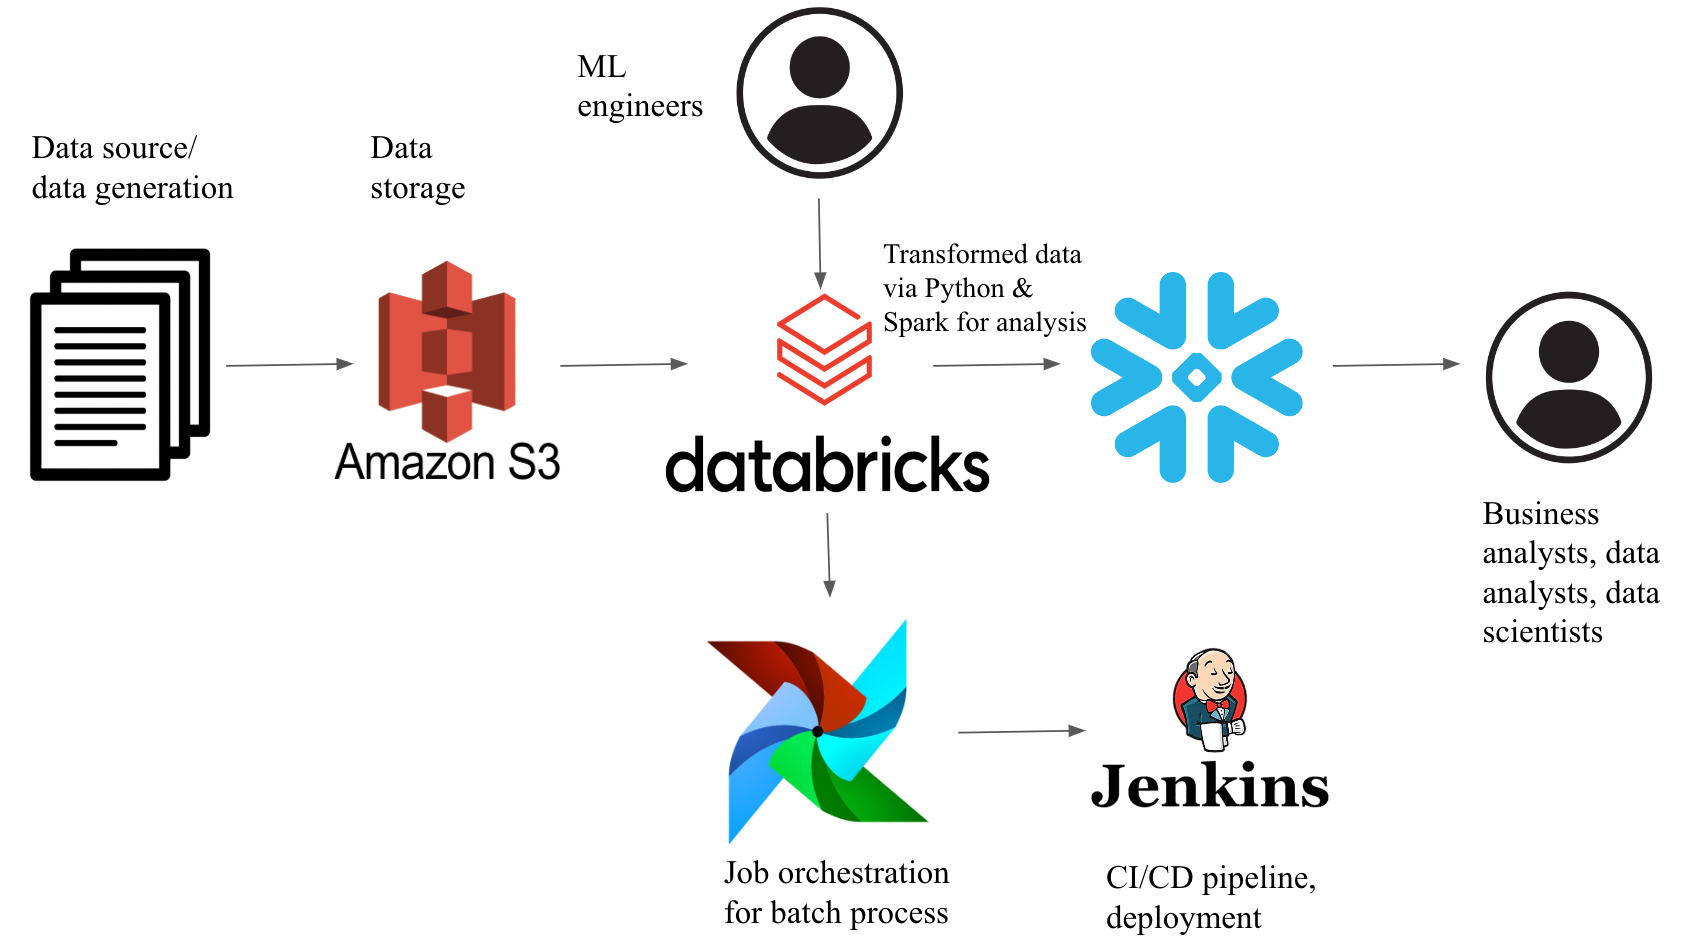 ML
engineers
Data source/
data generation
Data
storage
Transformed data
via Python &
Spark for analysis
Amazon S3
databricks
Business
analysts, data
analysts, data
scientists
Jenkins
Job orchestration
for batch process
CI/CD pipeline,
deployment